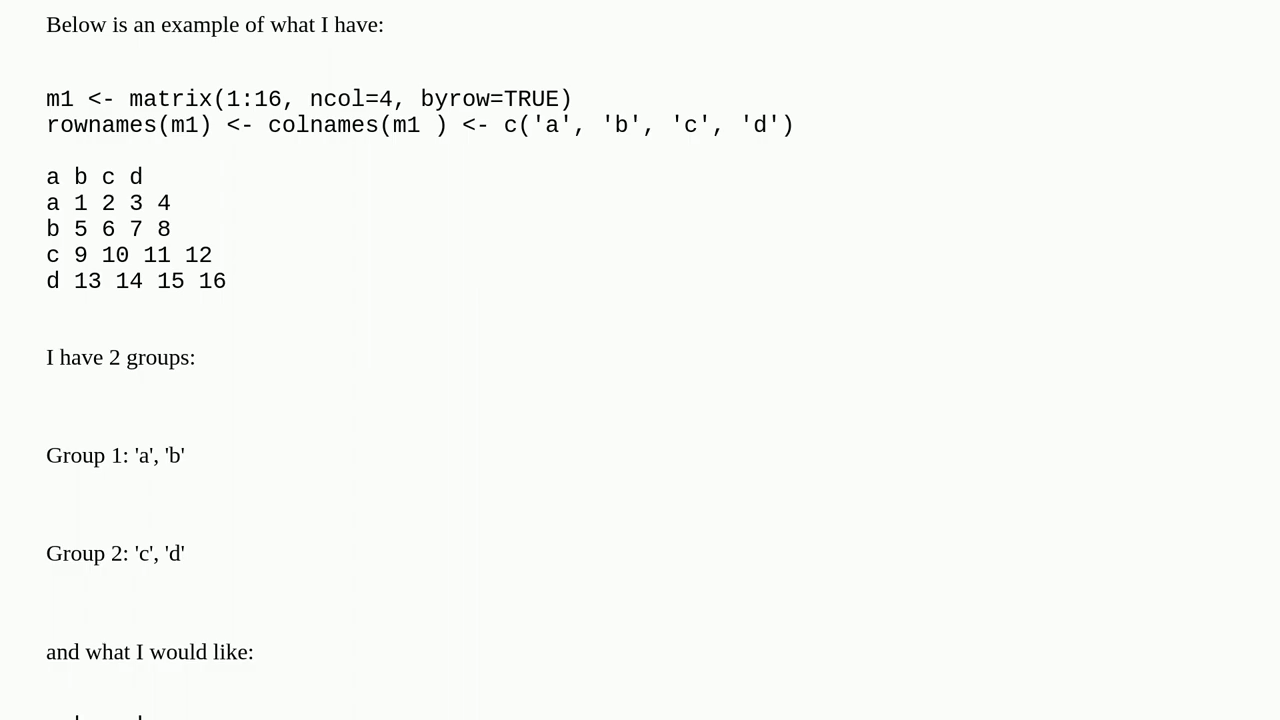 Below is an example of what I have:
m1 <- matrix(1:16, ncol=4, byrow=TRUE)
rownames(m1) <- colnames(m1 ) <- c('a', 'b', 'c', 'd')
a b c d
a 1 2 3 4
b 5 6 7 8
c 9 10 11 12
d 13 14 15 16
I have 2 groups:
Group 1: 'a', 'b'
Group 2: 'c', 'd'
and what I would like: